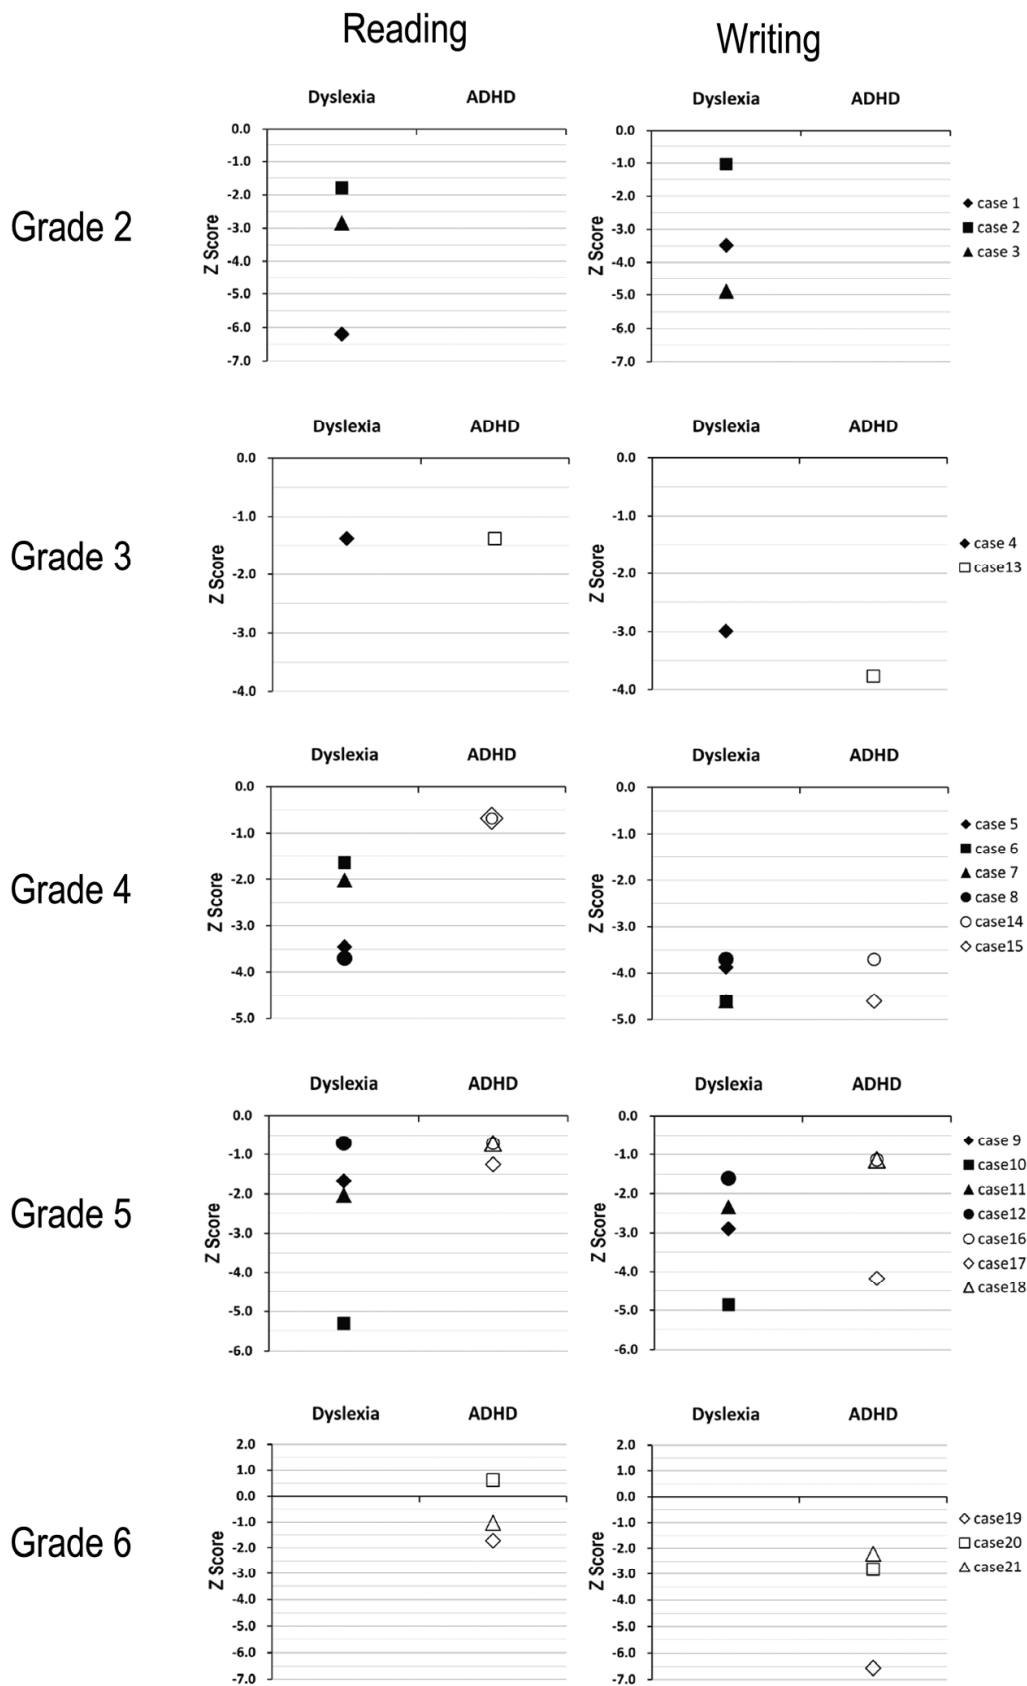 Reading Writing
Grade 2
Dyslexia ADHD
Z Score
0.0
-1.0
-2.0
-3.0
-4.0
-5.0
-6.0
-7.0
Dyslexia ADHD
Z Score
0.0
-1.0
-2.0
-3.0
-4.0
-5.0
-6.0
-7.0
case 1
case 2
case 3
Grade 3
Dyslexia ADHD
Z Score
0.0
-1.0
-2.0
-3.0
-4.0
Dyslexia ADHD
Z Score
0.0
-1.0
-2.0
-3.0
-4.0
case 4
case13
Grade 4
Dyslexia ADHD
Z Score
0.0
-1.0
-2.0
-3.0
-4.0
-5.0
Dyslexia ADHD
Z Score
0.0
-1.0
-2.0
-3.0
-4.0
-5.0
case 5
case 6
case 7
case 8
case14
case15
Grade 5
Dyslexia ADHD
Z Score
0.0
-1.0
-2.0
-3.0
-4.0
-5.0
-6.0
Dyslexia ADHD
Z Score
0.0
-1.0
-2.0
-3.0
-4.0
-5.0
-6.0
case 9
case10
case11
case12
case16
case17
case18
Grade 6
Dyslexia ADHD
Z Score
2.0
1.0
0.0
-1.0
-2.0
-3.0
-4.0
-5.0
-6.0
-7.0
Dyslexia ADHD
Z Score
2.0
1.0
0.0
-1.0
-2.0
-3.0
-4.0
-5.0
-6.0
-7.0
case19
case20
case21